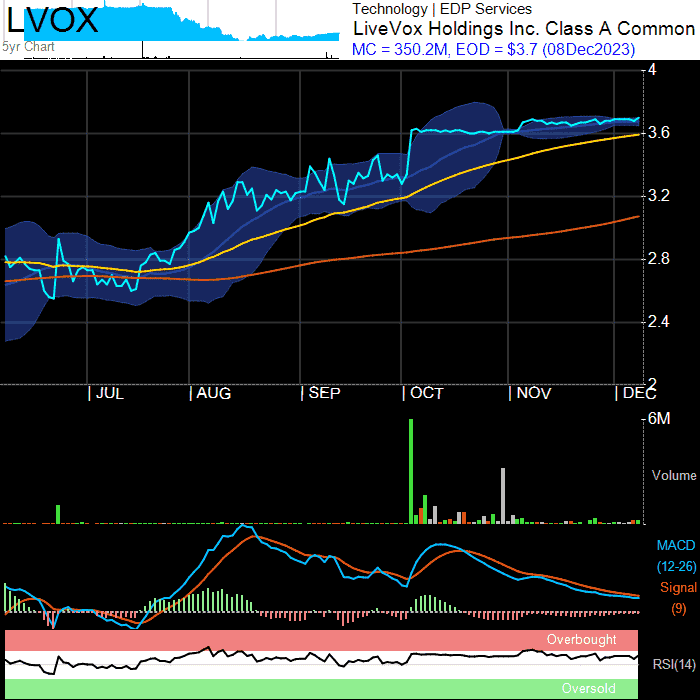 LVOX
5yr Chart
Technology | EDP Services
LiveVox Holdings Inc. Class A Common
MC = 350.2M, EOD = $3.7 (08Dec2023)
4
3.6
3.2
2.8
2.4
2
| JUL | AUG | SEP | OCT | NOV | DEC
6M
Volume
MACD
(12-26)
Signal
(9)
Overbought
RSI(14)
Oversold